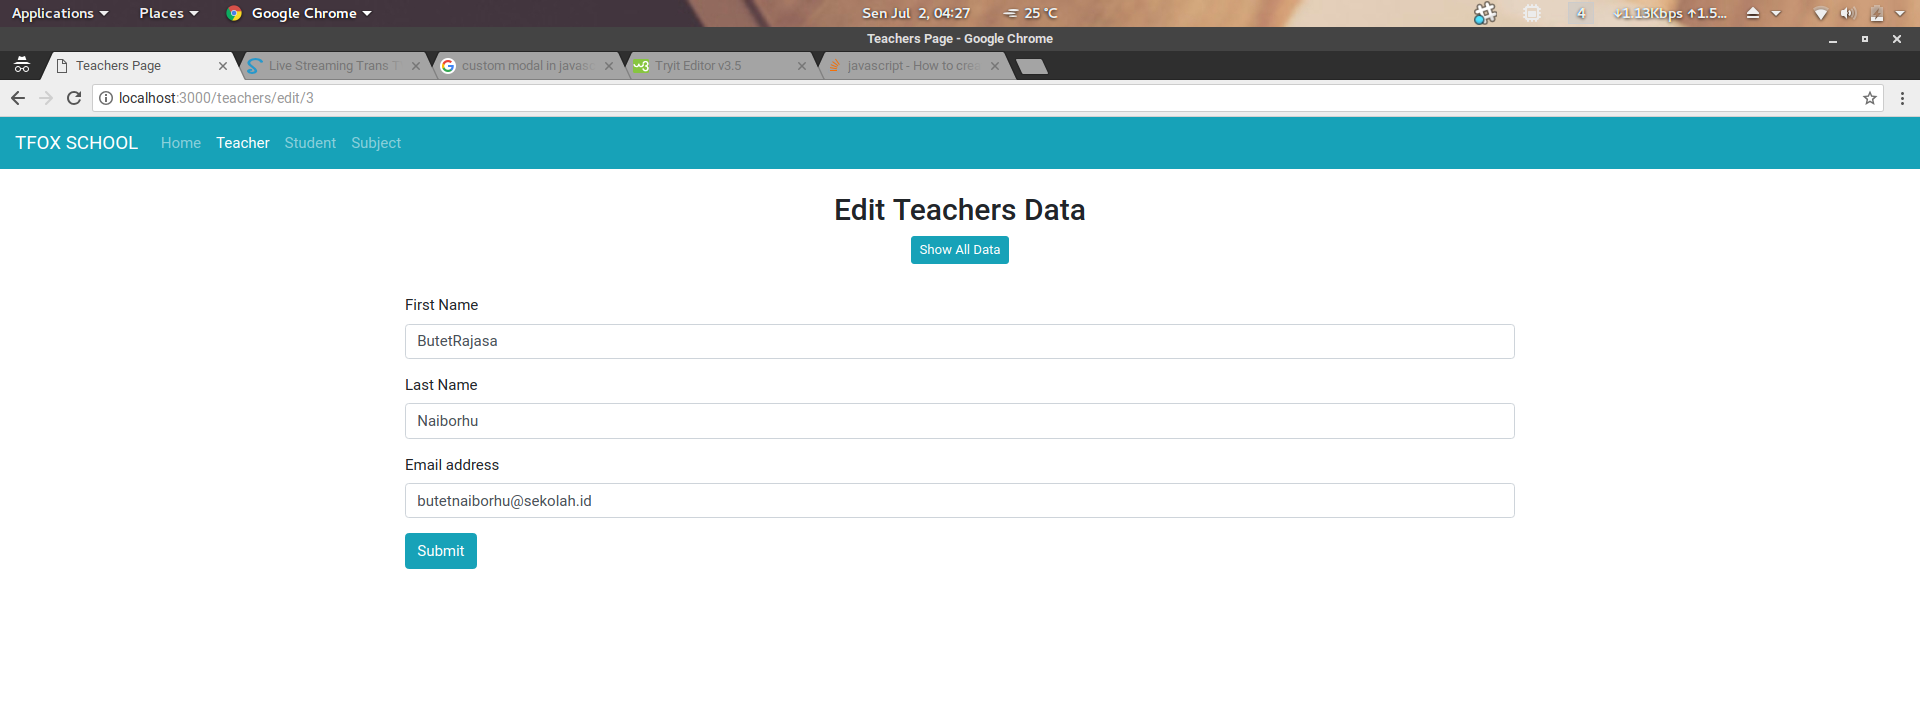 Applications Places Google Chrome Sen Jul 2, 04:27 25 °C 4 ↓1.13Kbps ↑1.5...
Teachers Page - Google Chrome
Teachers Page Live Streaming Trans T custom modal in javasc Tryit Editor v3.5 javascript - How to crea
localhost:3000/teachers/edit/3
TFOX SCHOOL Home Teacher Student Subject
Edit Teachers Data
Show All Data
First Name
ButetRajasa
Last Name
Naiborhu
Email address
butetnaiborhu@sekolah.id
Submit